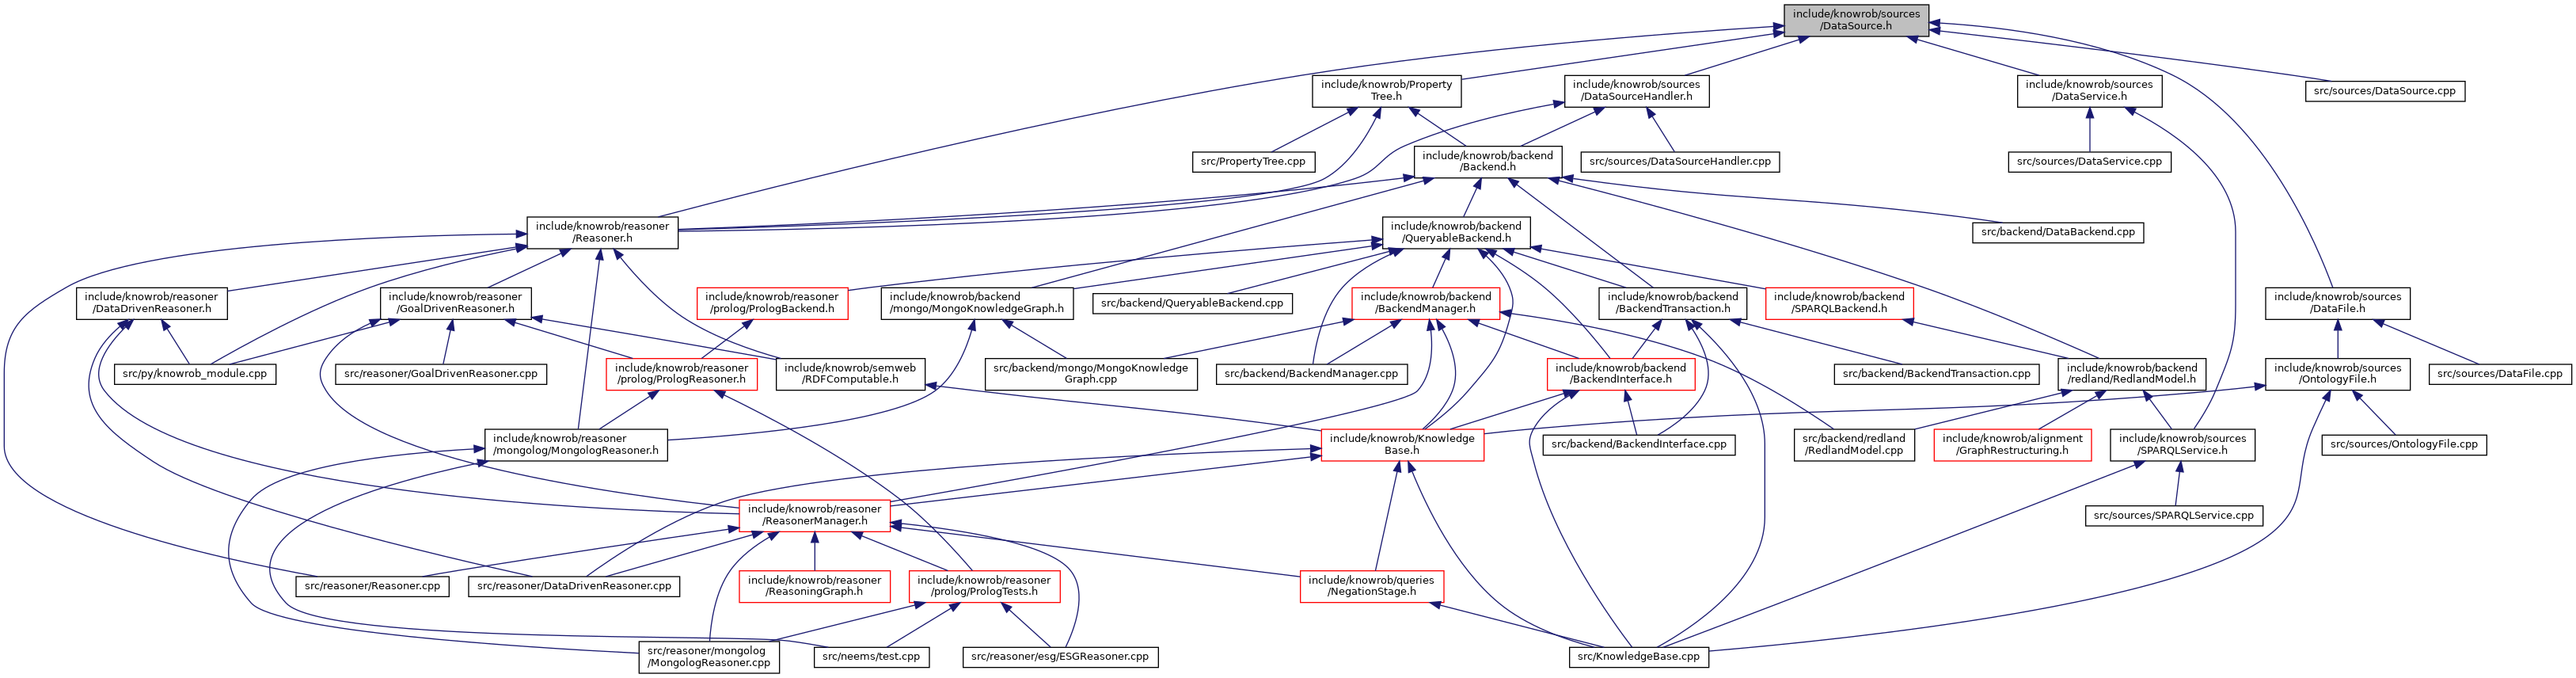 include/knowrob/sources
/DataSource.h
include/knowrob/Property
Tree.h
include/knowrob/sources
/DataSourceHandler.h
include/knowrob/sources
/DataService.h
src/sources/DataSource.cpp
src/PropertyTree.cpp
include/knowrob/backend
/Backend.h
src/sources/DataSourceHandler.cpp
src/sources/DataService.cpp
include/knowrob/reasoner
/Reasoner.h
include/knowrob/backend
/QueryableBackend.h
src/backend/DataBackend.cpp
include/knowrob/reasoner
/DataDrivenReasoner.h
include/knowrob/reasoner
/GoalDrivenReasoner.h
include/knowrob/reasoner
/prolog/PrologBackend.h
include/knowrob/backend
/mongo/MongoKnowledgeGraph.h
src/backend/QueryableBackend.cpp
include/knowrob/backend
/BackendManager.h
include/knowrob/backend
/BackendTransaction.h
include/knowrob/backend
/SPARQLBackend.h
include/knowrob/sources
/DataFile.h
src/py/knowrob_module.cpp
src/reasoner/GoalDrivenReasoner.cpp
include/knowrob/reasoner
/prolog/PrologReasoner.h
include/knowrob/semweb
/RDFComputable.h
src/backend/mongo/MongoKnowledge
Graph.cpp
src/backend/BackendManager.cpp
include/knowrob/backend
/BackendInterface.h
src/backend/BackendTransaction.cpp
include/knowrob/backend
/redland/RedlandModel.h
include/knowrob/sources
/OntologyFile.h
src/sources/DataFile.cpp
include/knowrob/reasoner
/mongolog/MongologReasoner.h
include/knowrob/Knowledge
Base.h
src/backend/BackendInterface.cpp
src/backend/redland
/RedlandModel.cpp
include/knowrob/alignment
/GraphRestructuring.h
include/knowrob/sources
/SPARQLService.h
src/sources/OntologyFile.cpp
include/knowrob/reasoner
/ReasonerManager.h
src/sources/SPARQLService.cpp
src/reasoner/Reasoner.cpp
src/reasoner/DataDrivenReasoner.cpp
include/knowrob/reasoner
/ReasoningGraph.h
include/knowrob/reasoner
/prolog/PrologTests.h
include/knowrob/queries
/NegationStage.h
src/reasoner/mongolog
/MongologReasoner.cpp
src/neems/test.cpp
src/reasoner/esg/ESGReasoner.cpp
src/KnowledgeBase.cpp